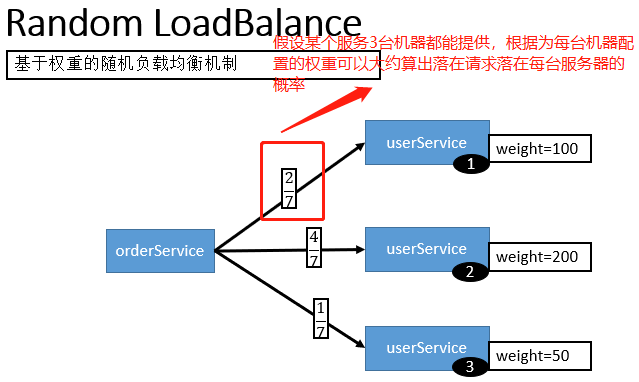 Random LoadBalance
基于权重的随机负载均衡机制
假设某个服务3台机器都能提供，根据为每台机器配
置的权重可以大约算出落在请求落在每台服务器的
概率
userService
1
weight=100
2
7
orderService
4
7
userService
2
weight=200
1
7
userService
3
weight=50